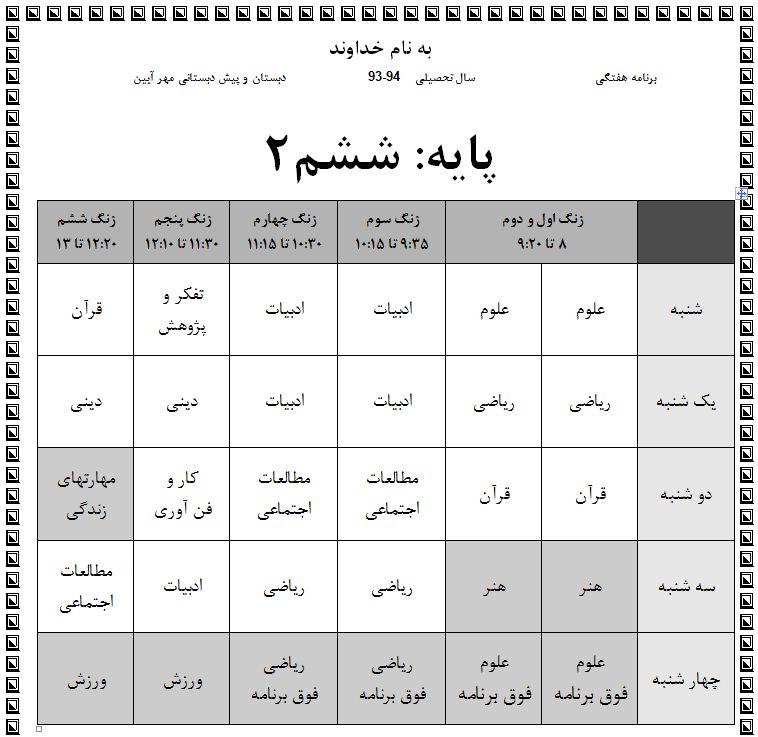 به نام خداوند
برنامه هفتگی سال تحصیلی 93-94 دبستان و پیش دبستانی مهر آیین
پایه: ششم ۲
زنگ اول و دوم زنگ سوم زنگ چهارم زنگ پنجم زنگ ششم
۸ تا ۹:۲۰ ۹:۳۵ تا ۱۰:۱۵ ۱۰:۳۰ تا ۱۱:۱۵ ۱۱:۳۰ تا ۱۲:۱۰ ۱۲:۲۰ تا ۱۳
شنبه علوم علوم ادبیات ادبیات تفکر و قرآن
پژوهش
یک شنبه ریاضی ریاضی ادبیات ادبیات دینی دینی
دو شنبه قرآن قرآن مطالعات مطالعات کار و مهارتهای
اجتماعی اجتماعی فن آوری زندگی
سه شنبه هنر هنر ریاضی ریاضی ادبیات مطالعات
اجتماعی
چهار شنبه علوم علوم ریاضی ریاضی ورزش ورزش
فوق برنامه فوق برنامه فوق برنامه فوق برنامه